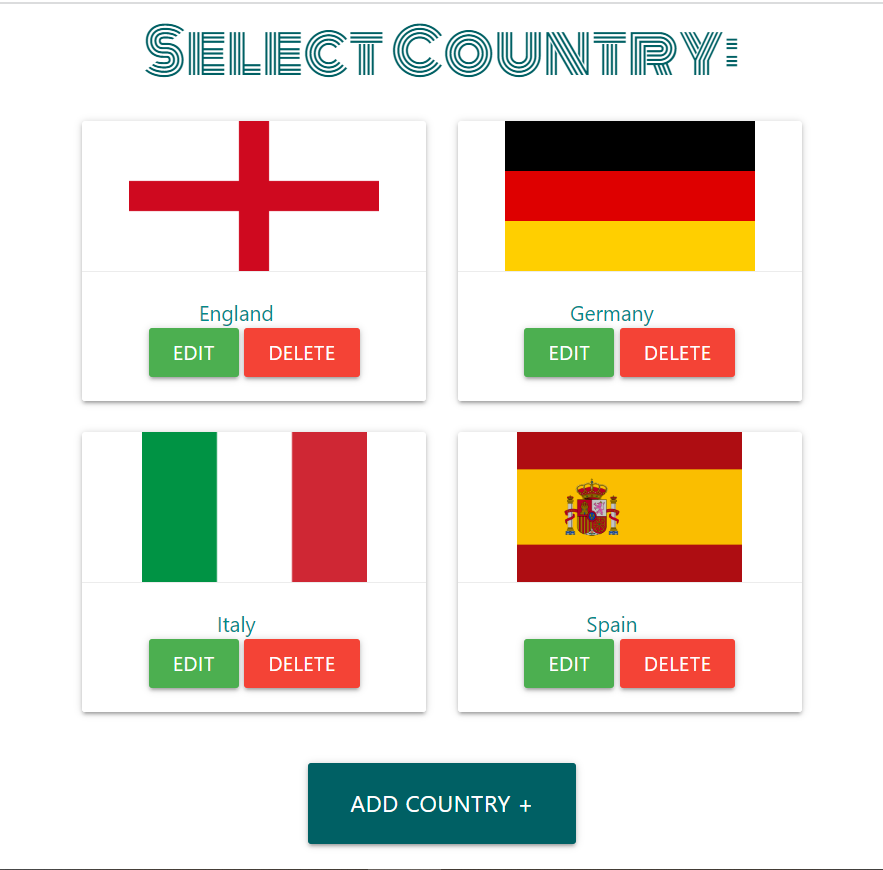 Select Country:
England
EDIT DELETE
Germany
EDIT DELETE
Italy
EDIT DELETE
Spain
EDIT DELETE
ADD COUNTRY +